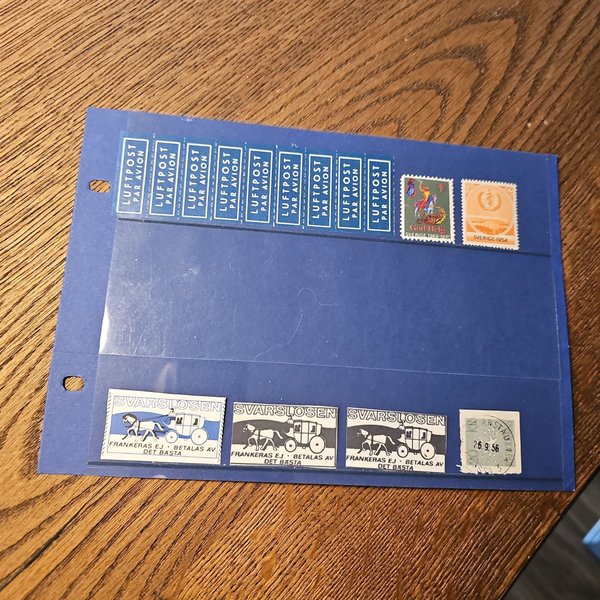 LUFTPOST
PAR AVION
LUFTPOST
PAR AVION
LUFTPOST
PAR AVION
LUFTPOST
PAR AVION
LUFTPOST
PAR AVION
LUFTPOST
PAR AVION
LUFTPOST
PAR AVION
LUFTPOST
PAR AVION
LUFTPOST
PAR AVION
God Helg
SVERIGE 1954
SVARSLÖSEN
FRANKERAS EJ · BETALAS AV
DET BÄSTA
SVARSLÖSEN
FRANKERAS EJ · BETALAS AV
DET BÄSTA
SVARSLÖSEN
FRANKERAS EJ · BETALAS AV
DET BÄSTA
26.9.56